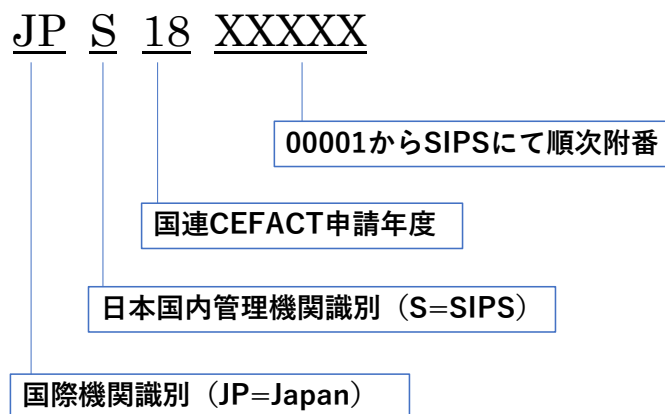 JP S 18 XXXXX
00001からSIPSにて順次附番
国連CEFACT申請年度
日本国内管理機関識別（S=SIPS）
国際機関識別（JP=Japan）